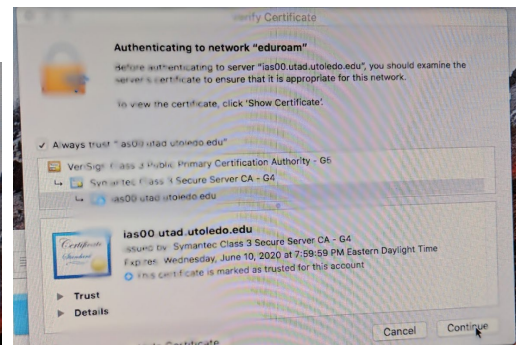 Verify Certificate
Authenticating to network "eduroam"
Before authenticating to server "ias00.utad.utoledo.edu", you should examine the
server's certificate to ensure that it is appropriate for this network.
To view the certificate, click 'Show Certificate'.
Always trust "ias00.utad.utoledo.edu"
VeriSign Class 3 Public Primary Certification Authority - G5
Symantec Class 3 Secure Server CA - G4
ias00.utad.utoledo.edu
Certificate
Standard
ias00.utad.utoledo.edu
Issued by: Symantec Class 3 Secure Server CA - G4
Expires: Wednesday, June 10, 2020 at 7:59:59 PM Eastern Daylight Time
This certificate is marked as trusted for this account
Trust
Details
Certificate
Cancel
Continue